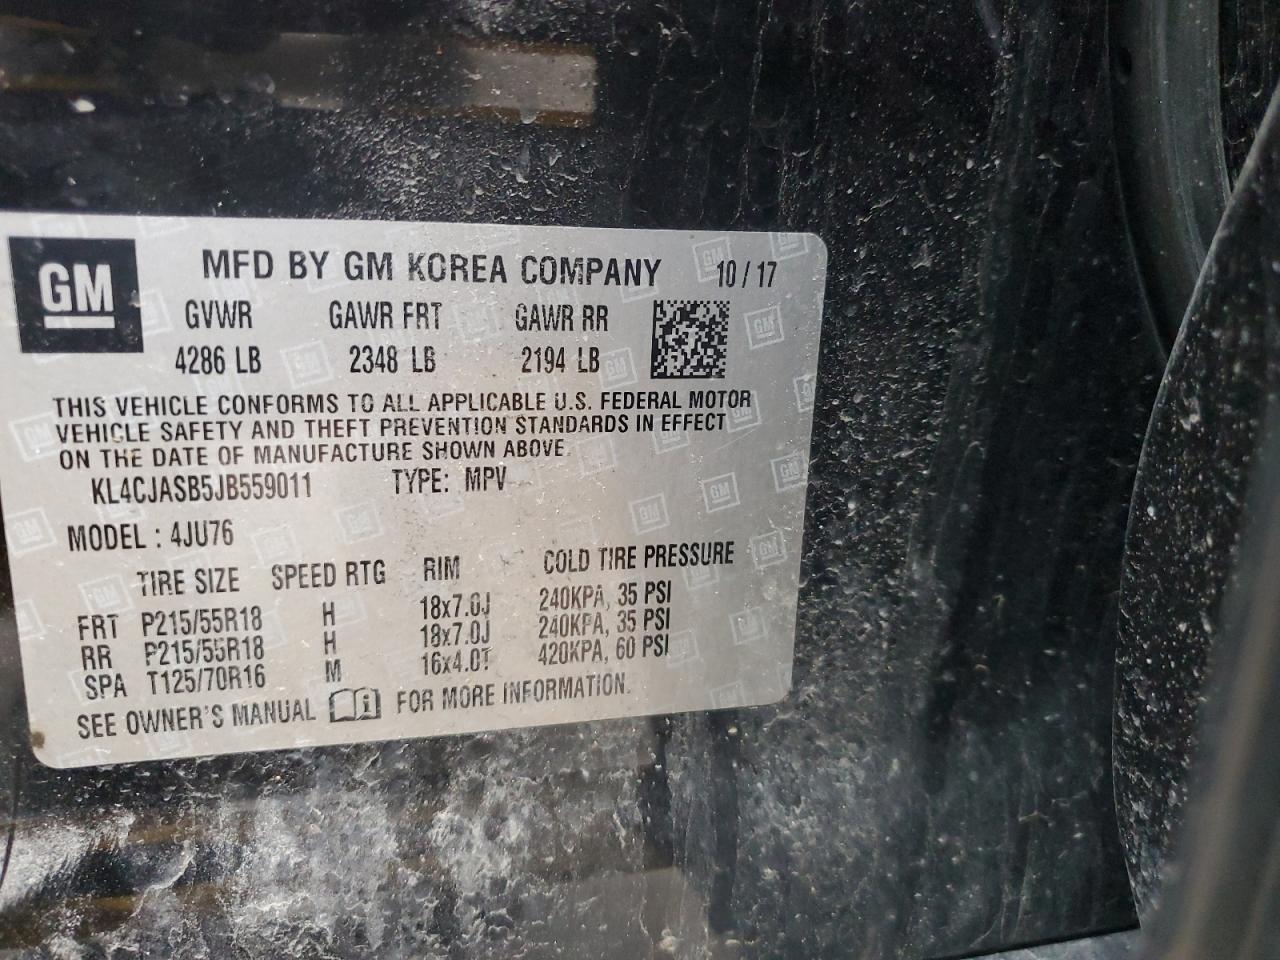 GM MFD BY GM KOREA COMPANY 10/17
GVWR GAWR FRT GAWR RR
4286 LB 2348 LB 2194 LB
THIS VEHICLE CONFORMS TO ALL APPLICABLE U.S. FEDERAL MOTOR
VEHICLE SAFETY AND THEFT PREVENTION STANDARDS IN EFFECT
ON THE DATE OF MANUFACTURE SHOWN ABOVE.
KL4CJASB5JB559011 TYPE: MPV
MODEL : 4JU76
TIRE SIZE SPEED RTG RIM COLD TIRE PRESSURE
FRT P215/55R18 H 18x7.0J 240KPA, 35 PSI
RR P215/55R18 H 18x7.0J 240KPA, 35 PSI
SPA T125/70R16 M 16x4.0T 420KPA, 60 PSI
SEE OWNER'S MANUAL FOR MORE INFORMATION.